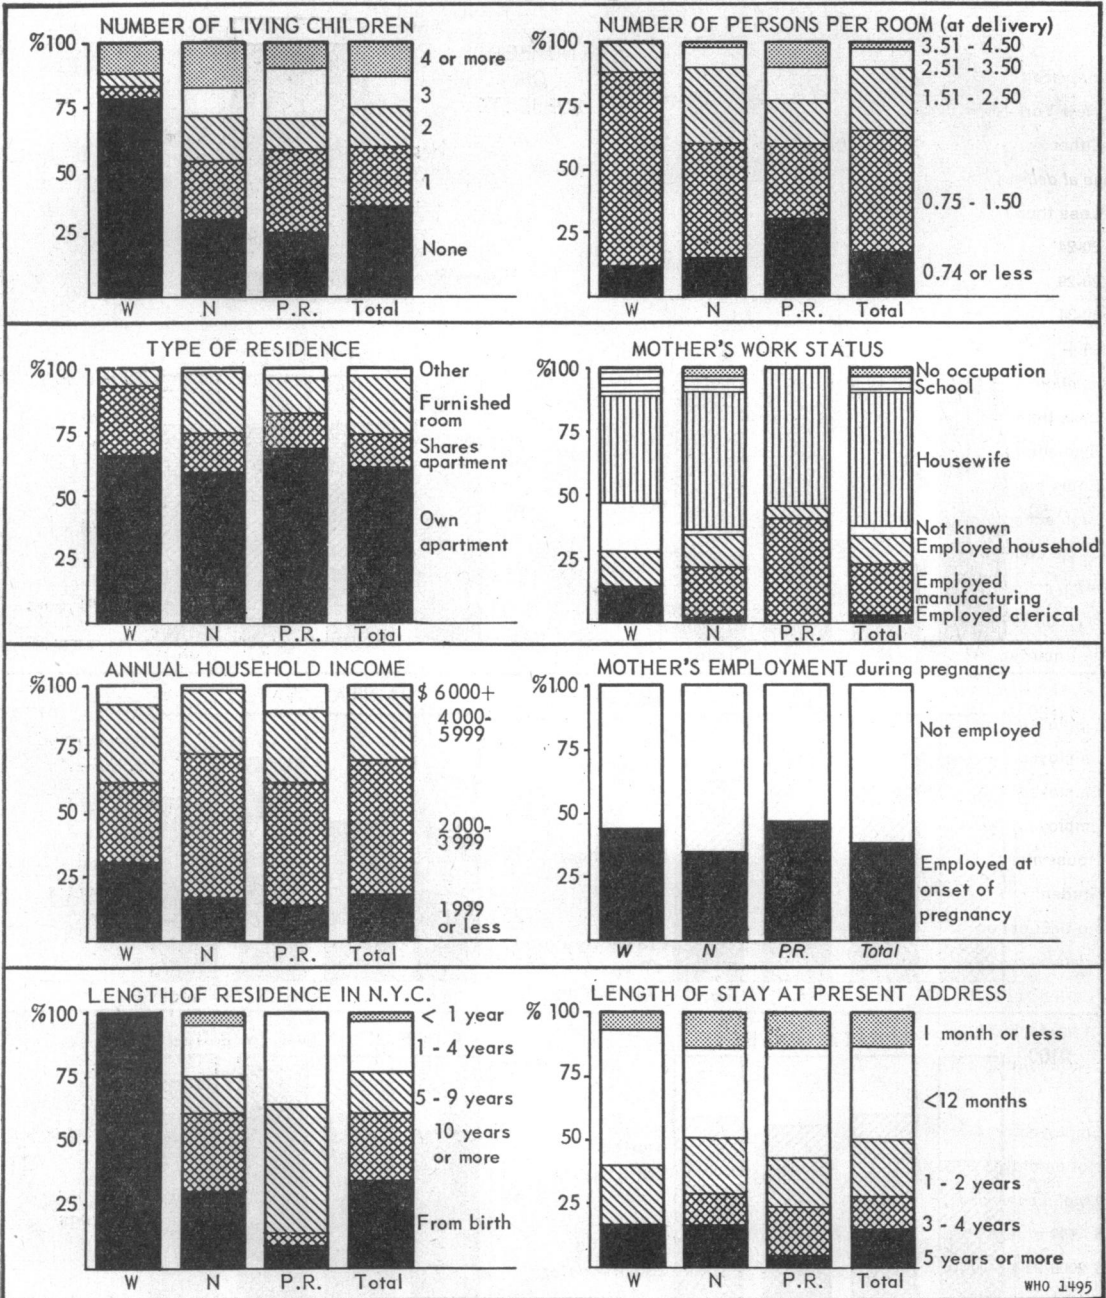 NUMBER OF LIVING CHILDREN
%100
75
50
25
4 or more
3
2
1
None
W N P.R. Total
NUMBER OF PERSONS PER ROOM (at delivery)
%100
75
50
25
3.51 - 4.50
2.51 - 3.50
1.51 - 2.50
0.75 - 1.50
0.74 or less
W N P.R. Total
TYPE OF RESIDENCE
%100
75
50
25
Other
Furnished
room
Shares
apartment
Own
apartment
W N P.R. Total
MOTHER'S WORK STATUS
%100
75
50
25
No occupation
School
Housewife
Not known
Employed household
Employed
manufacturing
Employed clerical
W N P.R. Total
ANNUAL HOUSEHOLD INCOME
%100
75
50
25
$ 6000+
4000-
5999
2000-
3999
1999
or less
W N P.R. Total
MOTHER'S EMPLOYMENT during pregnancy
%100
75
50
25
Not employed
Employed at
onset of
pregnancy
W N P.R. Total
LENGTH OF RESIDENCE IN N.Y.C.
%100
75
50
25
< 1 year
1 - 4 years
5 - 9 years
10 years
or more
From birth
W N P.R. Total
LENGTH OF STAY AT PRESENT ADDRESS
% 100
75
50
25
1 month or less
<12 months
1 - 2 years
3 - 4 years
5 years or more
W N P.R. Total
WHO 1495